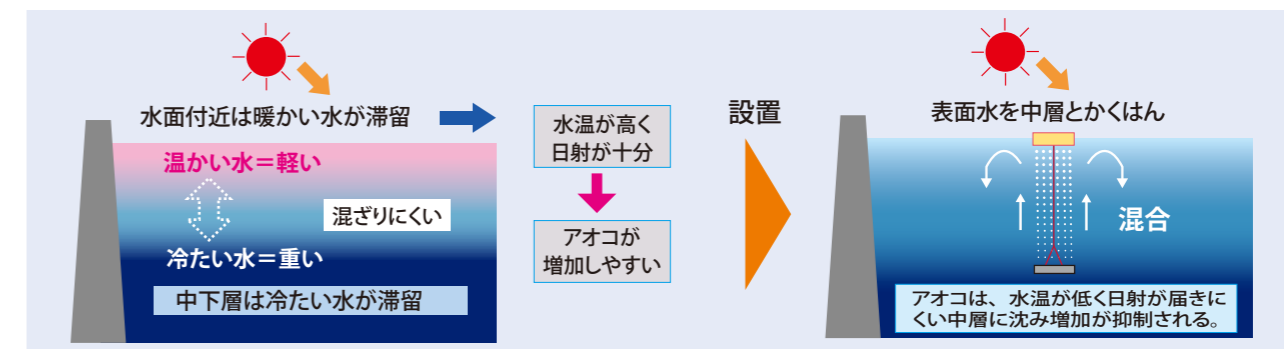 水面付近は暖かい水が滞留
温かい水＝軽い
混ざりにくい
冷たい水＝重い
中下層は冷たい水が滞留
水温が高く
日射が十分
アオコが
増加しやすい
設置
表面水を中層とかくはん
混合
アオコは、水温が低く日射が届きに
くい中層に沈み増加が抑制される。